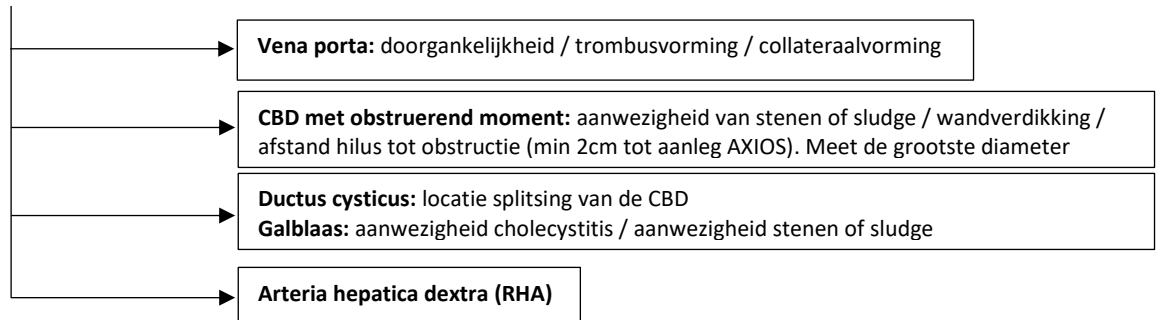 Vena porta: doorgankelijkheid / trombusvorming / collateraalvorming
CBD met obstruerend moment: aanwezigheid van stenen of sludge / wandverdikking /
afstand hilus tot obstructie (min 2cm tot aanleg AXIOS). Meet de grootste diameter
Ductus cysticus: locatie splitsing van de CBD
Galblaas: aanwezigheid cholecystitis / aanwezigheid stenen of sludge
Arteria hepatica dextra (RHA)